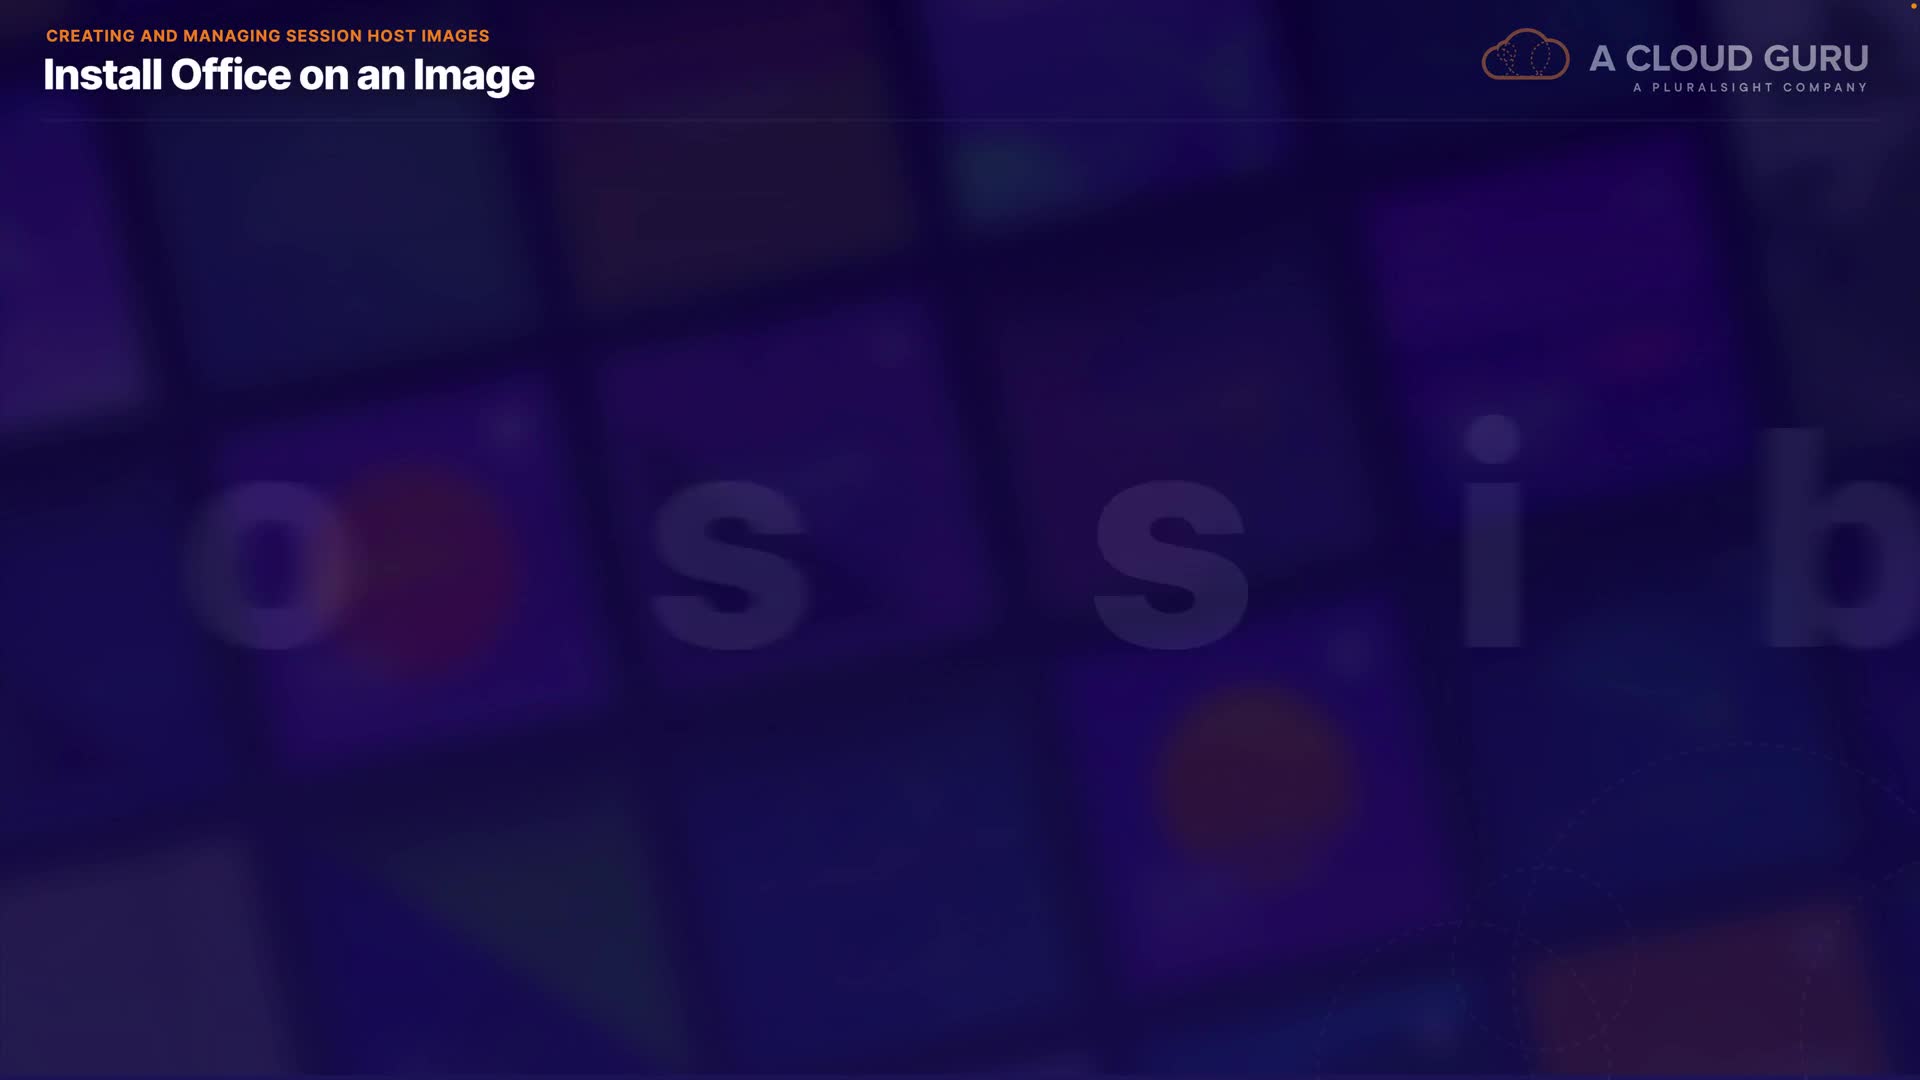 CREATING AND MANAGING SESSION HOST IMAGES
Install Office on an Image
A CLOUD GURU
A PLURALSIGHT COMPANY
o s s i b